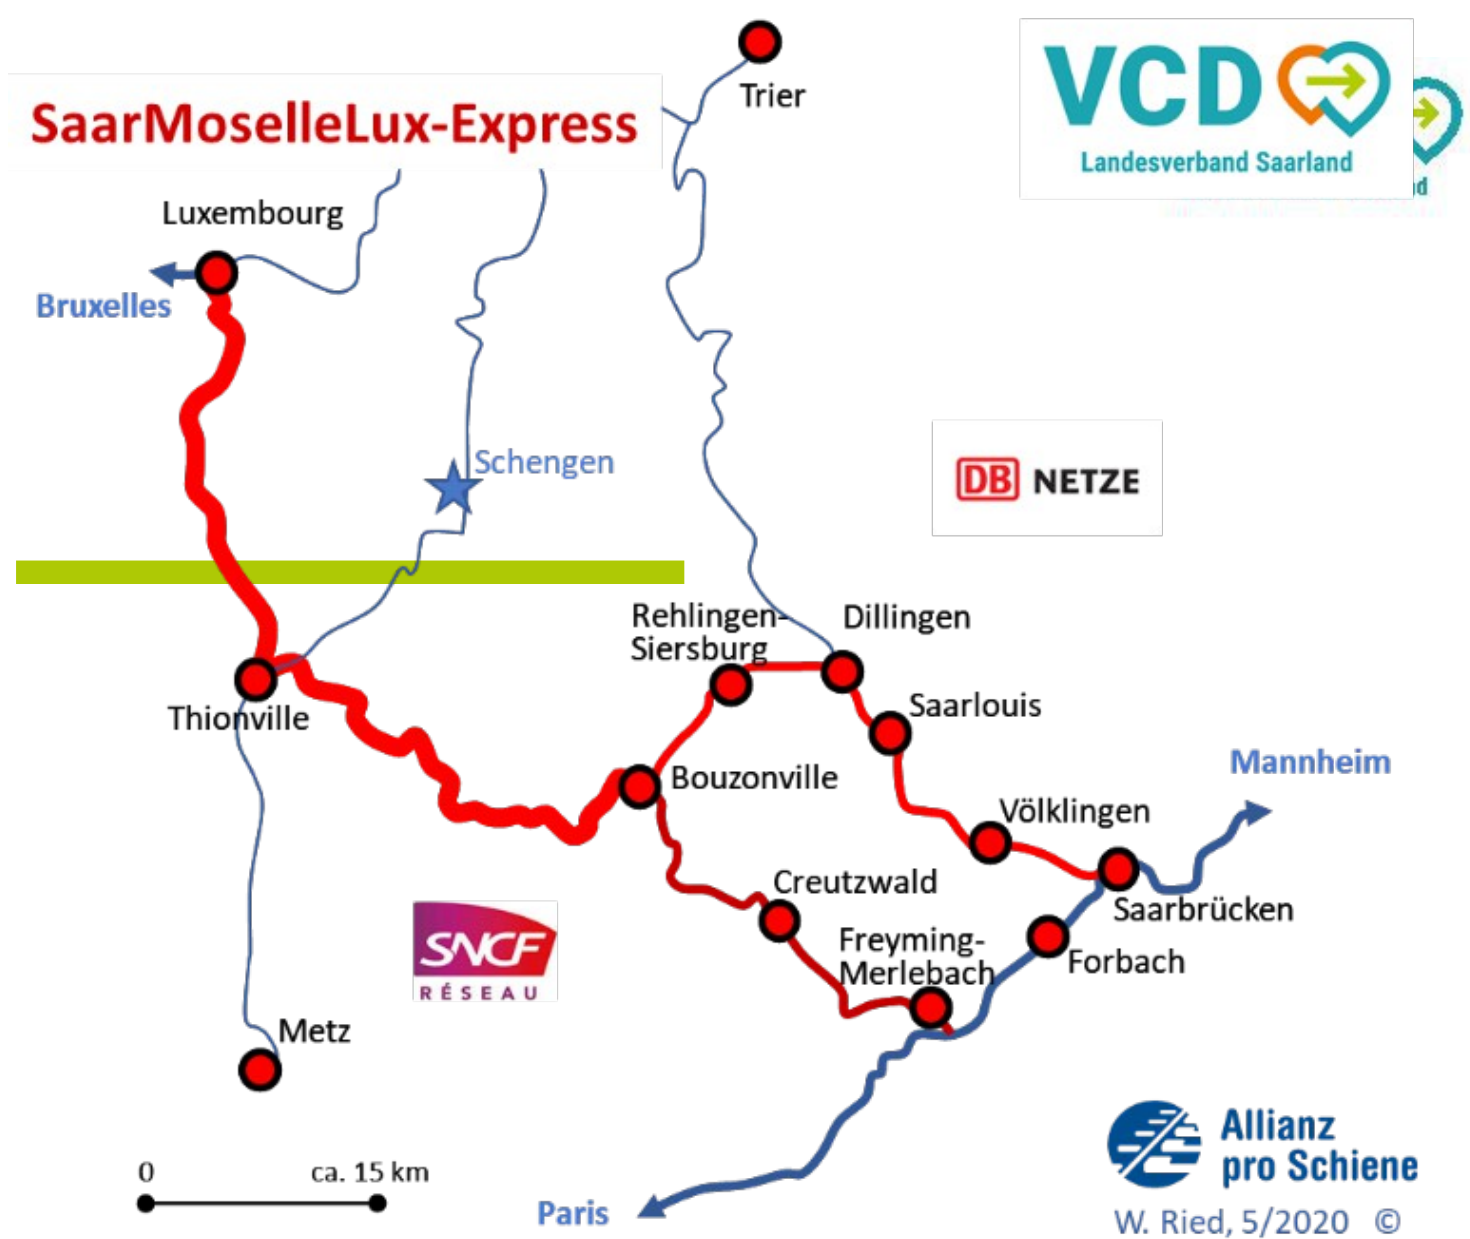 Trier
VCD
Landesverband Saarland
nd
SaarMoselleLux-Express
Luxembourg
Bruxelles
Schengen
DB NETZE
Rehlingen-
Siersburg
Dillingen
Saarlouis
Thionville
Bouzonville
Mannheim
Völklingen
Creutzwald
Saarbrücken
Freyming-
Merlebach
Forbach
SNCF
RÉSEAU
Metz
Allianz
pro Schiene
0 ca. 15 km
Paris
W. Ried, 5/2020 ©